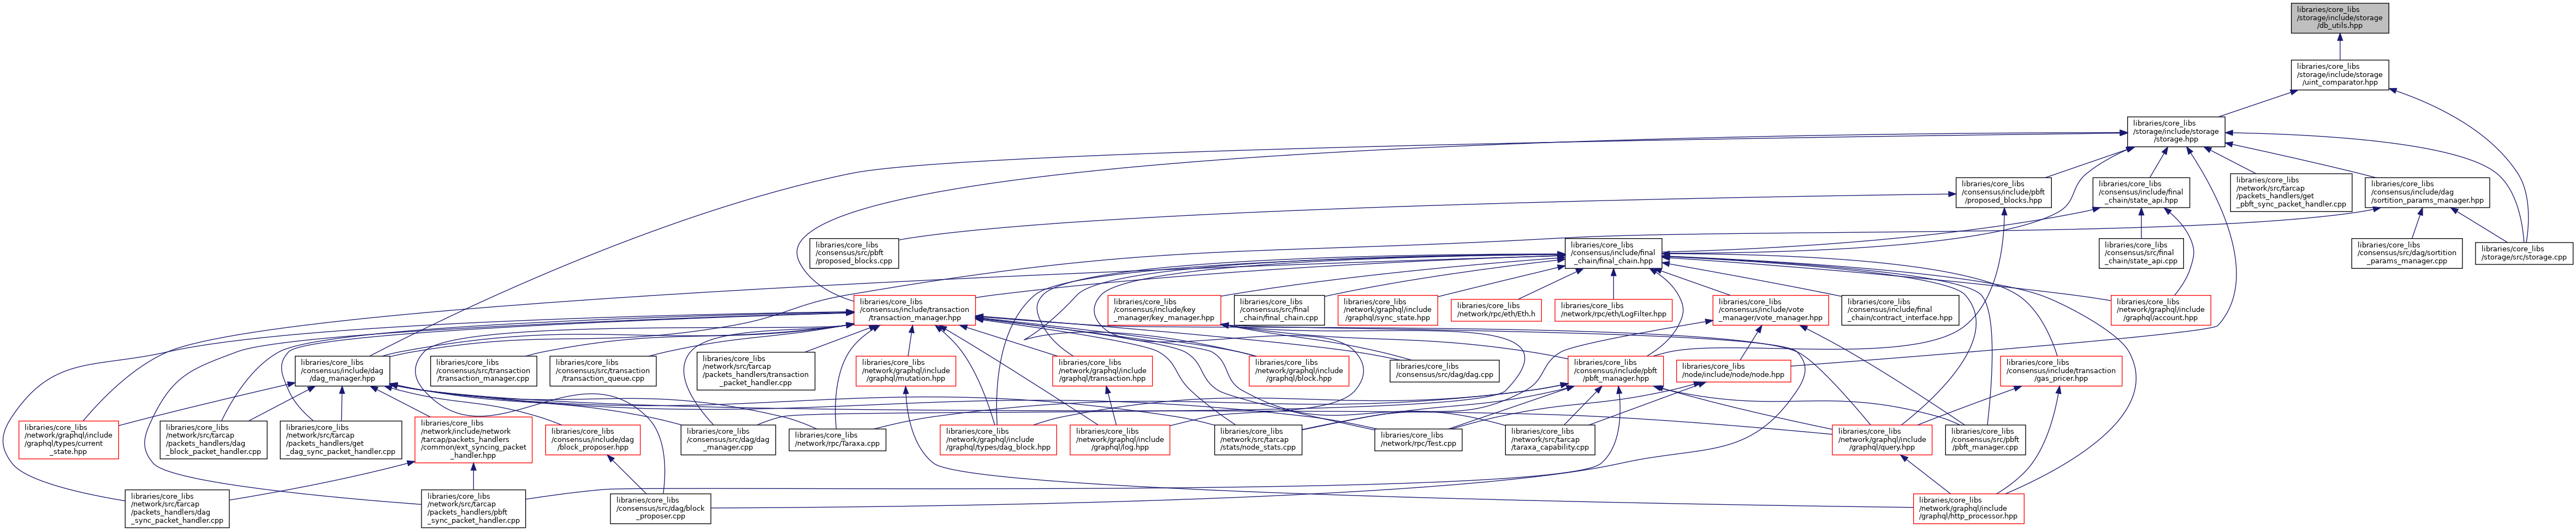 libraries/core_libs
/storage/include/storage
/db_utils.hpp
libraries/core_libs
/storage/include/storage
/uint_comparator.hpp
libraries/core_libs
/storage/include/storage
/storage.hpp
libraries/core_libs
/consensus/include/pbft
/proposed_blocks.hpp
libraries/core_libs
/consensus/include/final
_chain/state_api.hpp
libraries/core_libs
/network/src/tarcap
/packets_handlers/get
_pbft_sync_packet_handler.cpp
libraries/core_libs
/consensus/include/dag
/sortition_params_manager.hpp
libraries/core_libs
/consensus/src/pbft
/proposed_blocks.cpp
libraries/core_libs
/consensus/include/final
_chain/final_chain.hpp
libraries/core_libs
/consensus/src/final
_chain/state_api.cpp
libraries/core_libs
/consensus/src/dag/sortition
_params_manager.cpp
libraries/core_libs
/storage/src/storage.cpp
libraries/core_libs
/consensus/include/transaction
/transaction_manager.hpp
libraries/core_libs
/consensus/include/key
_manager/key_manager.hpp
libraries/core_libs
/consensus/src/final
_chain/final_chain.cpp
libraries/core_libs
/network/graphql/include
/graphql/sync_state.hpp
libraries/core_libs
/network/rpc/eth/Eth.h
libraries/core_libs
/network/rpc/eth/LogFilter.hpp
libraries/core_libs
/consensus/include/vote
_manager/vote_manager.hpp
libraries/core_libs
/consensus/include/final
_chain/contract_interface.hpp
libraries/core_libs
/network/graphql/include
/graphql/account.hpp
libraries/core_libs
/consensus/include/dag
/dag_manager.hpp
libraries/core_libs
/consensus/src/transaction
/transaction_manager.cpp
libraries/core_libs
/consensus/src/transaction
/transaction_queue.cpp
libraries/core_libs
/network/src/tarcap
/packets_handlers/transaction
_packet_handler.cpp
libraries/core_libs
/network/graphql/include
/graphql/mutation.hpp
libraries/core_libs
/network/graphql/include
/graphql/transaction.hpp
libraries/core_libs
/network/graphql/include
/graphql/block.hpp
libraries/core_libs
/consensus/src/dag/dag.cpp
libraries/core_libs
/consensus/include/pbft
/pbft_manager.hpp
libraries/core_libs
/node/include/node/node.hpp
libraries/core_libs
/consensus/include/transaction
/gas_pricer.hpp
libraries/core_libs
/network/graphql/include
/graphql/types/current
_state.hpp
libraries/core_libs
/network/src/tarcap
/packets_handlers/dag
_block_packet_handler.cpp
libraries/core_libs
/network/src/tarcap
/packets_handlers/get
_dag_sync_packet_handler.cpp
libraries/core_libs
/network/include/network
/tarcap/packets_handlers
/common/ext_syncing_packet
_handler.hpp
libraries/core_libs
/consensus/include/dag
/block_proposer.hpp
libraries/core_libs
/consensus/src/dag/dag
_manager.cpp
libraries/core_libs
/network/rpc/Taraxa.cpp
libraries/core_libs
/network/graphql/include
/graphql/types/dag_block.hpp
libraries/core_libs
/network/graphql/include
/graphql/log.hpp
libraries/core_libs
/network/src/tarcap
/stats/node_stats.cpp
libraries/core_libs
/network/rpc/Test.cpp
libraries/core_libs
/network/src/tarcap
/taraxa_capability.cpp
libraries/core_libs
/network/graphql/include
/graphql/query.hpp
libraries/core_libs
/consensus/src/pbft
/pbft_manager.cpp
libraries/core_libs
/network/src/tarcap
/packets_handlers/dag
_sync_packet_handler.cpp
libraries/core_libs
/network/src/tarcap
/packets_handlers/pbft
_sync_packet_handler.cpp
libraries/core_libs
/consensus/src/dag/block
_proposer.cpp
libraries/core_libs
/network/graphql/include
/graphql/http_processor.hpp